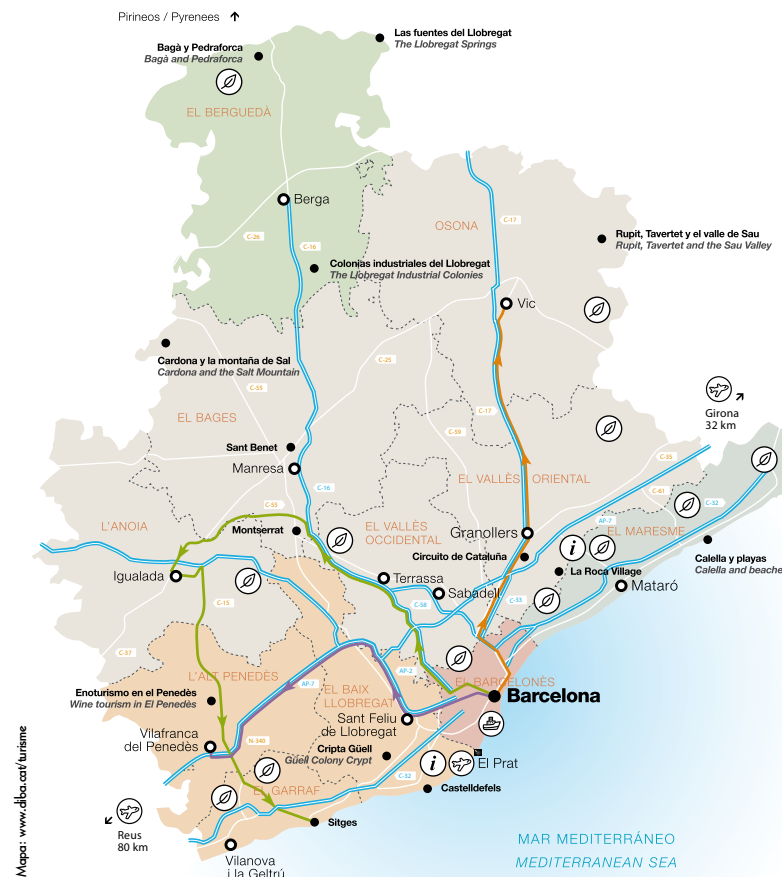 Pirineos / Pyrenees
Las fuentes del Llobregat
The Llobregat Springs
Bagà y Pedraforca
Bagà and Pedraforca
EL BERGUEDÀ
Berga
OSONA
C-17
C-26
C-16
Rupit, Tavertet y el valle de Sau
Rupit, Tavertet and the Sau Valley
Colonias industriales del Llobregat
The Llobregat Industrial Colonies
Vic
Cardona y la montaña de Sal
Cardona and the Salt Mountain
C-25
C-55
Girona
32 km
EL BAGES
C-17
C-59
Sant Benet
Manresa
C-35
EL VALLÈS ORIENTAL
C-16
C-61
C-55
C-32
L'ANOIA
EL VALLÈS
OCCIDENTAL
AP-7
EL MARESME
Montserrat
Granollers
Circuito de Cataluña
Calella y playas
Calella and beache
La Roca Village
Igualada
Terrassa
Sabadell
Mataró
C-15
C-58
C-33
C-37
L'ALT PENEDÈS
AP-2
EL BARCELONÈS
AP-7
EL BAIX
LLOBREGAT
Barcelona
Enoturismo en el Penedès
Wine tourism in El Penedès
Sant Feliu
de Llobregat
Vilafranca
del Penedès
N-340
Cripta Güell
Güell Colony Crypt
El Prat
C-32
Castelldefels
EL GARRAF
Sitges
Reus
80 km
Vilanova
i la Geltrú
MAR MEDITERRÁNEO
MEDITERRANEAN SEA
Mapa: www.diba.cat/turisme